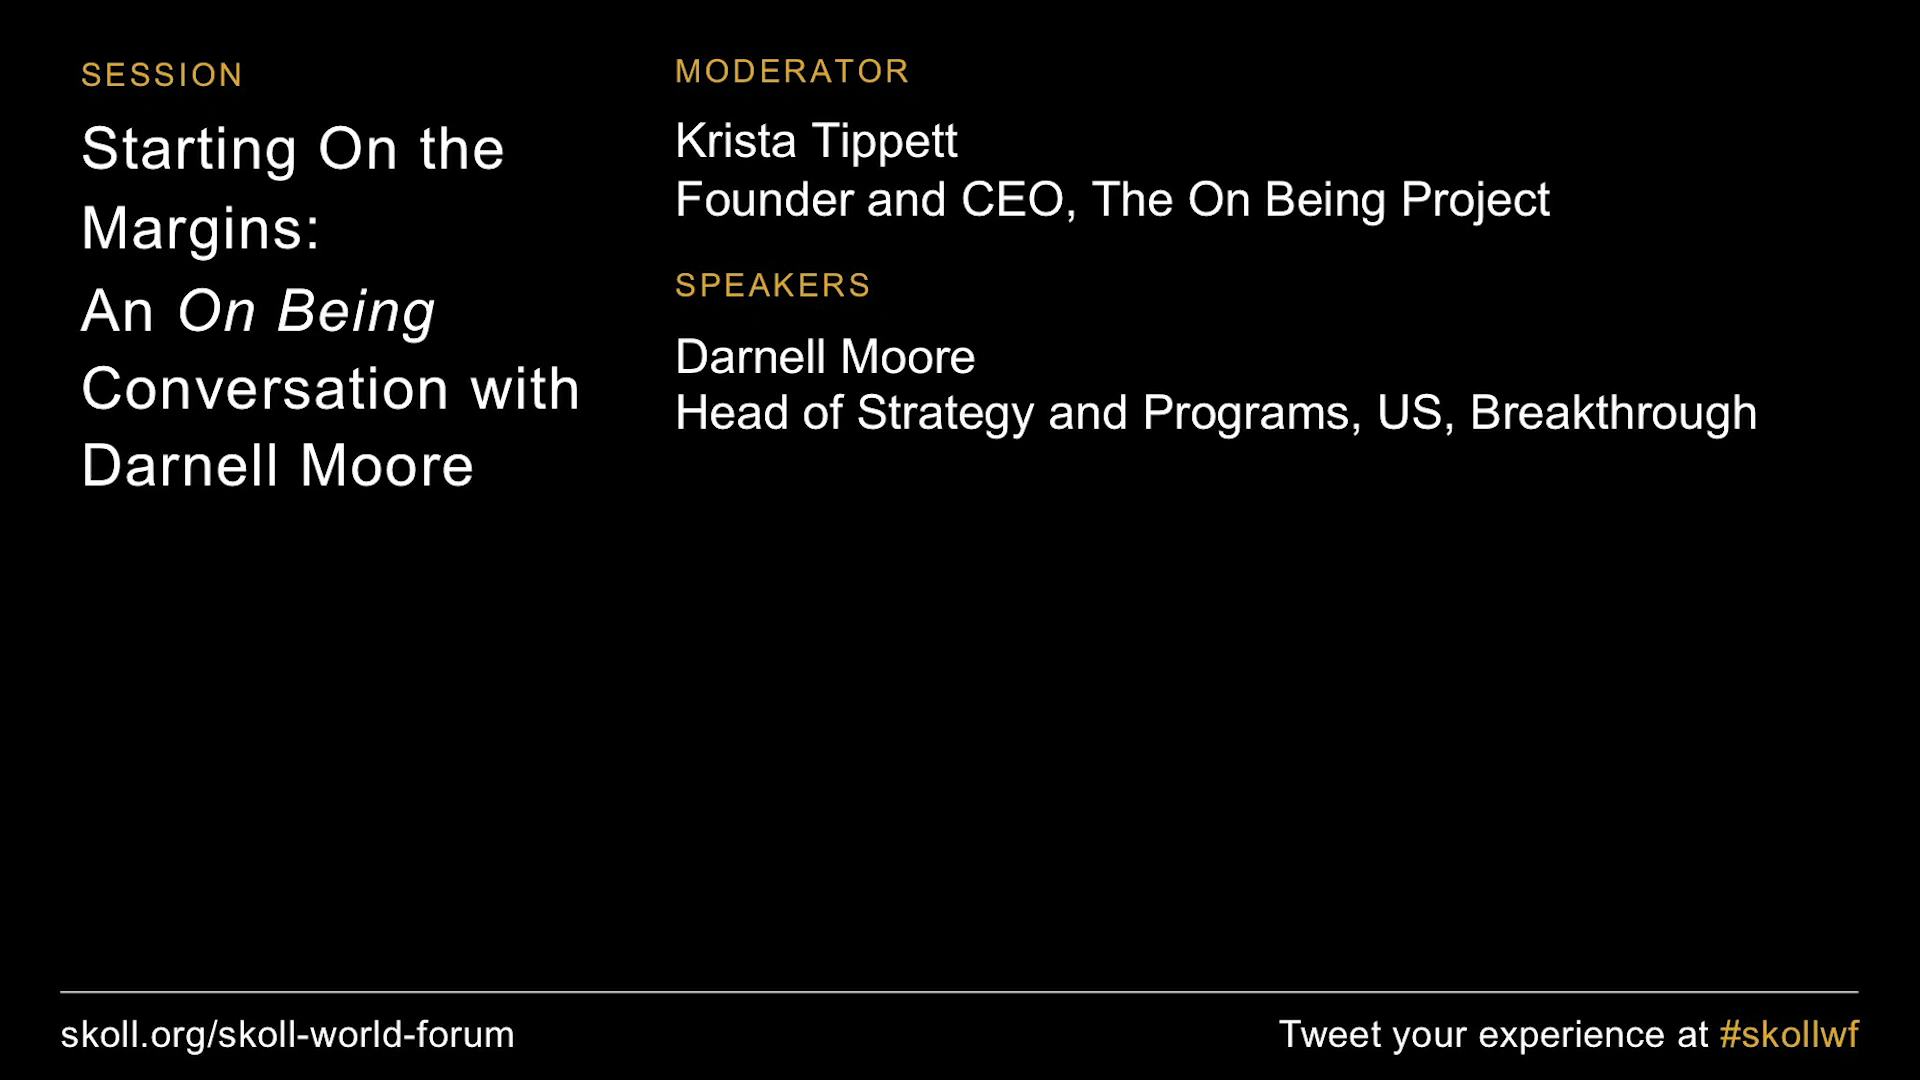 SESSION
Starting On the
Margins:
An On Being
Conversation with
Darnell Moore
MODERATOR
Krista Tippett
Founder and CEO, The On Being Project
SPEAKERS
Darnell Moore
Head of Strategy and Programs, US, Breakthrough
skoll.org/skoll-world-forum
Tweet your experience at #skollwf